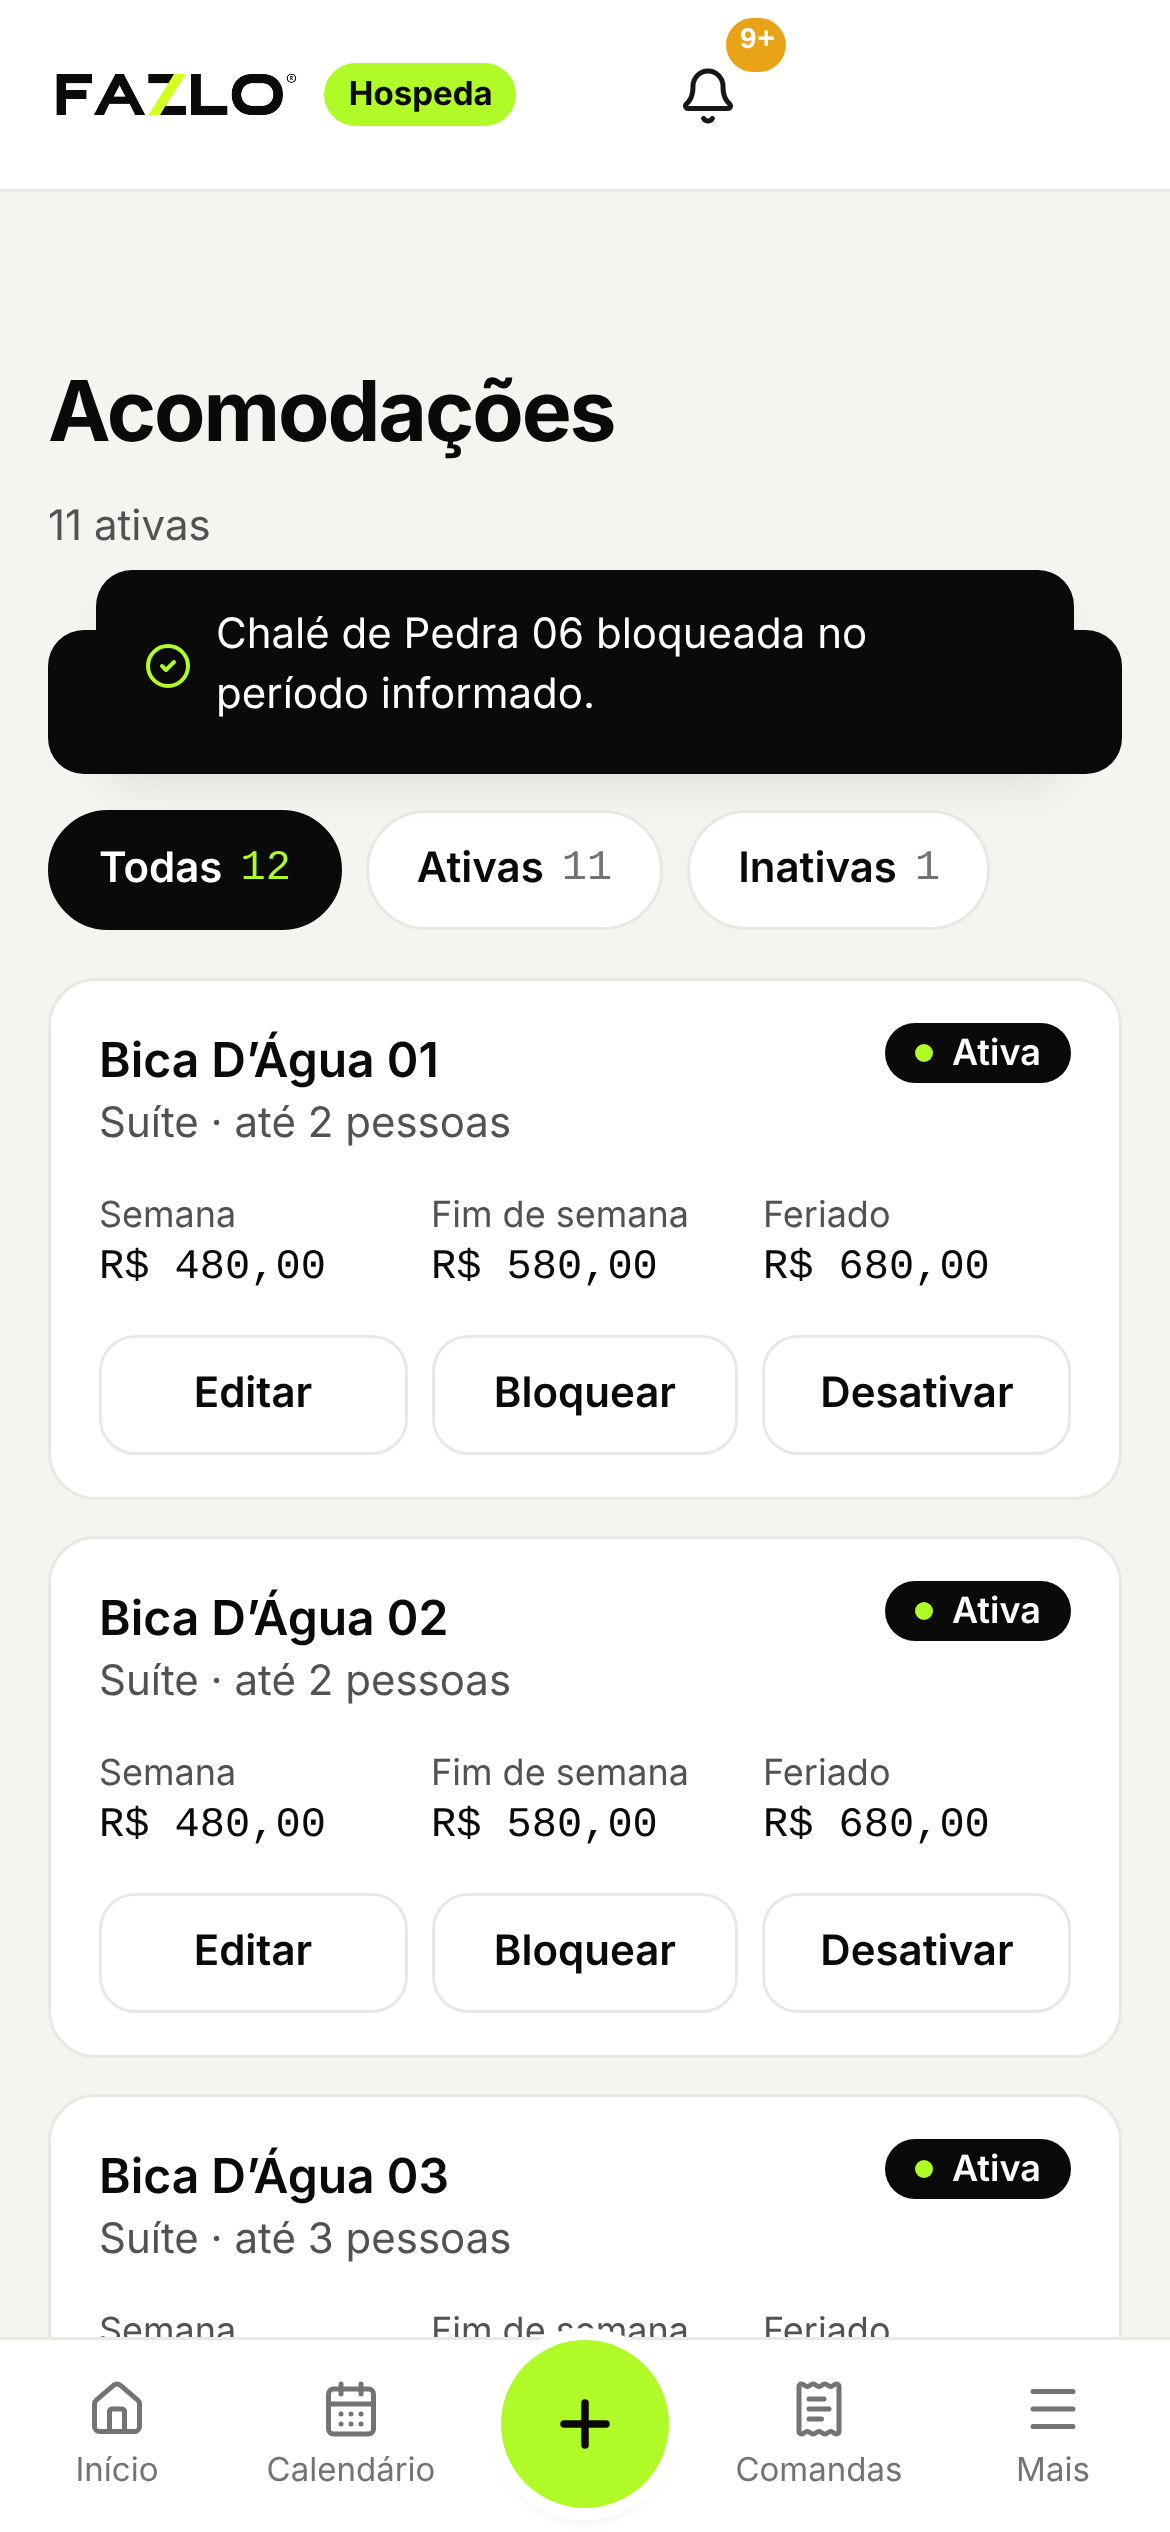 FAZLO®
Hospeda
9+
Acomodações
11 ativas
Chalé de Pedra 06 bloqueada no
período informado.
Todas 12
Ativas 11
Inativas 1
Bica D’Água 01
Ativa
Suíte · até 2 pessoas
Semana
Fim de semana
Feriado
R$ 480,00
R$ 580,00
R$ 680,00
Editar
Bloquear
Desativar
Bica D’Água 02
Ativa
Suíte · até 2 pessoas
Semana
Fim de semana
Feriado
R$ 480,00
R$ 580,00
R$ 680,00
Editar
Bloquear
Desativar
Bica D’Água 03
Ativa
Suíte · até 3 pessoas
Semana
Fim de semana
Feriado
Início
Calendário
Comandas
Mais